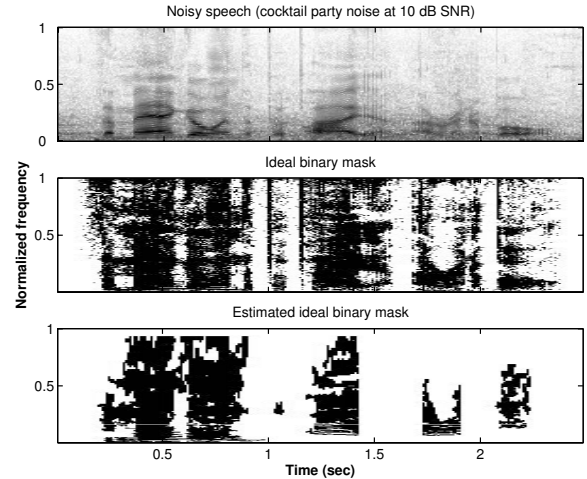 Noisy speech (cocktail party noise at 10 dB SNR)
1
0.5
0
Ideal binary mask
1
0.5
Normalized frequency
Estimated ideal binary mask
1
0.5
0.5 1 1.5 2
Time (sec)